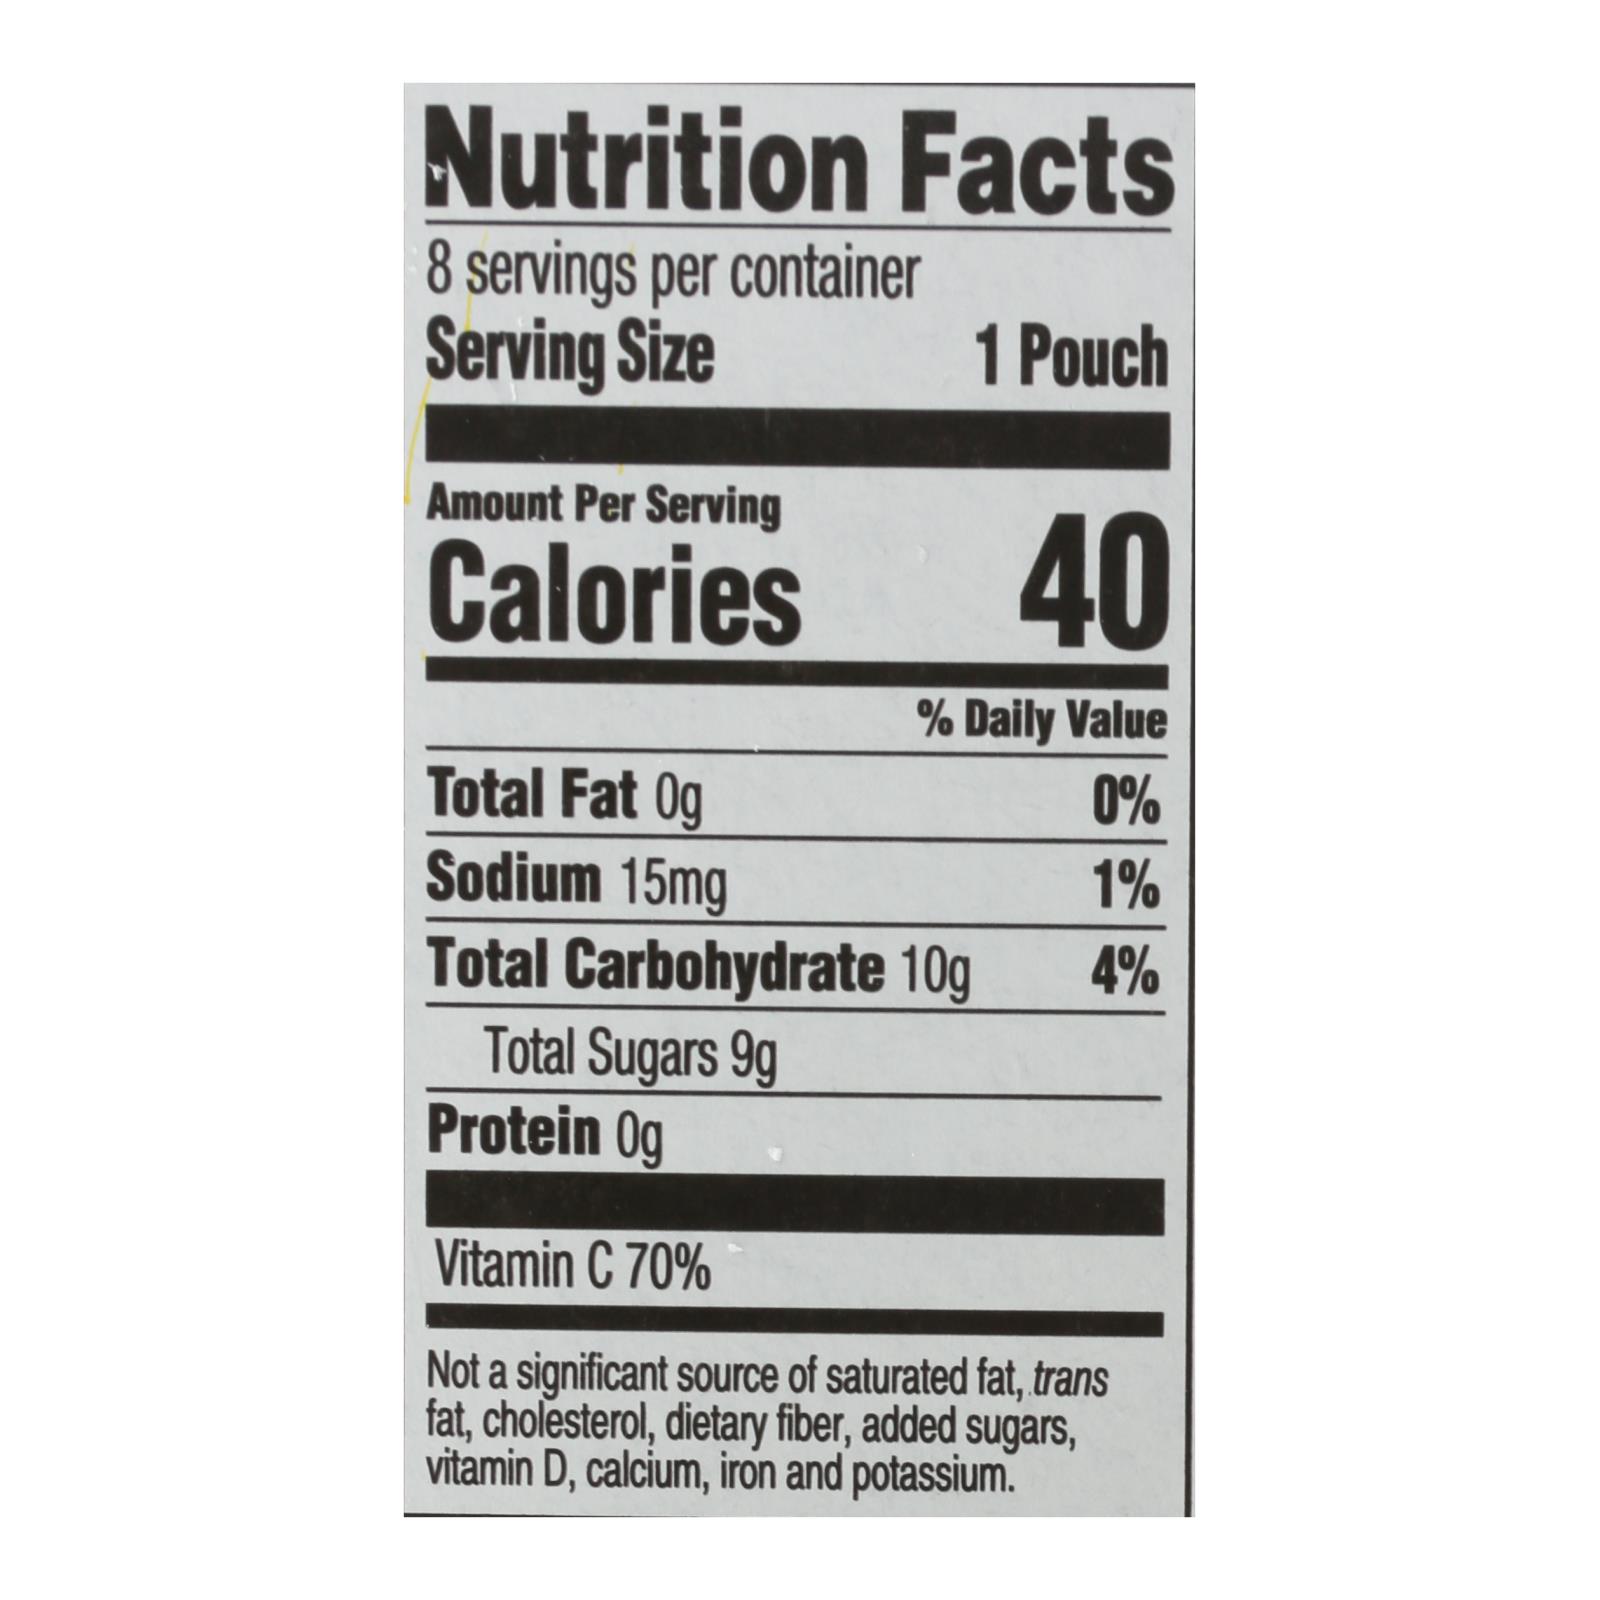 Nutrition Facts
8 servings per container
Serving Size 1 Pouch
Amount Per Serving
Calories 40
% Daily Value
Total Fat 0g 0%
Sodium 15mg 1%
Total Carbohydrate 10g 4%
Total Sugars 9g
Protein 0g
Vitamin C 70%
Not a significant source of saturated fat, trans
fat, cholesterol, dietary fiber, added sugars,
vitamin D, calcium, iron and potassium.